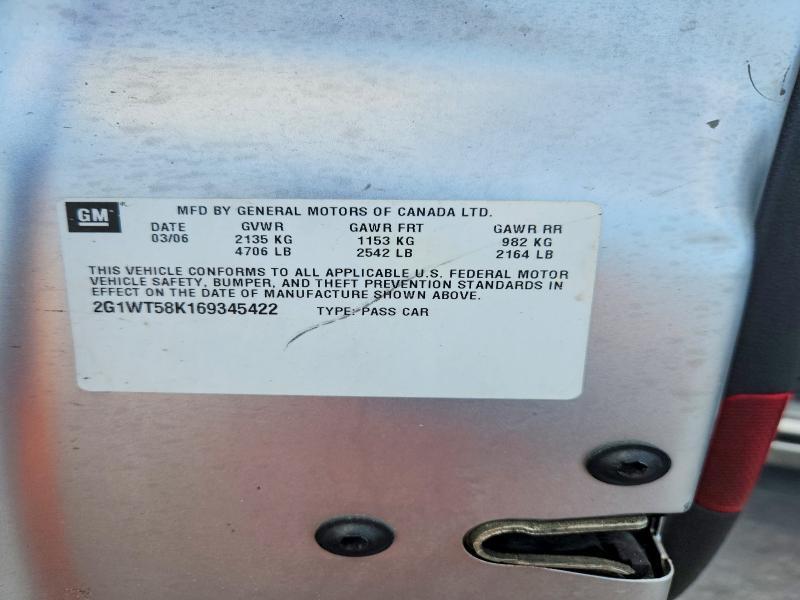 GM MFD BY GENERAL MOTORS OF CANADA LTD.
DATE GVWR GAWR FRT GAWR RR
03/06 2135 KG 1153 KG 982 KG
4706 LB 2542 LB 2164 LB
THIS VEHICLE CONFORMS TO ALL APPLICABLE U.S. FEDERAL MOTOR
VEHICLE SAFETY, BUMPER, AND THEFT PREVENTION STANDARDS IN
EFFECT ON THE DATE OF MANUFACTURE SHOWN ABOVE.
2G1WT58K169345422 TYPE: PASS CAR